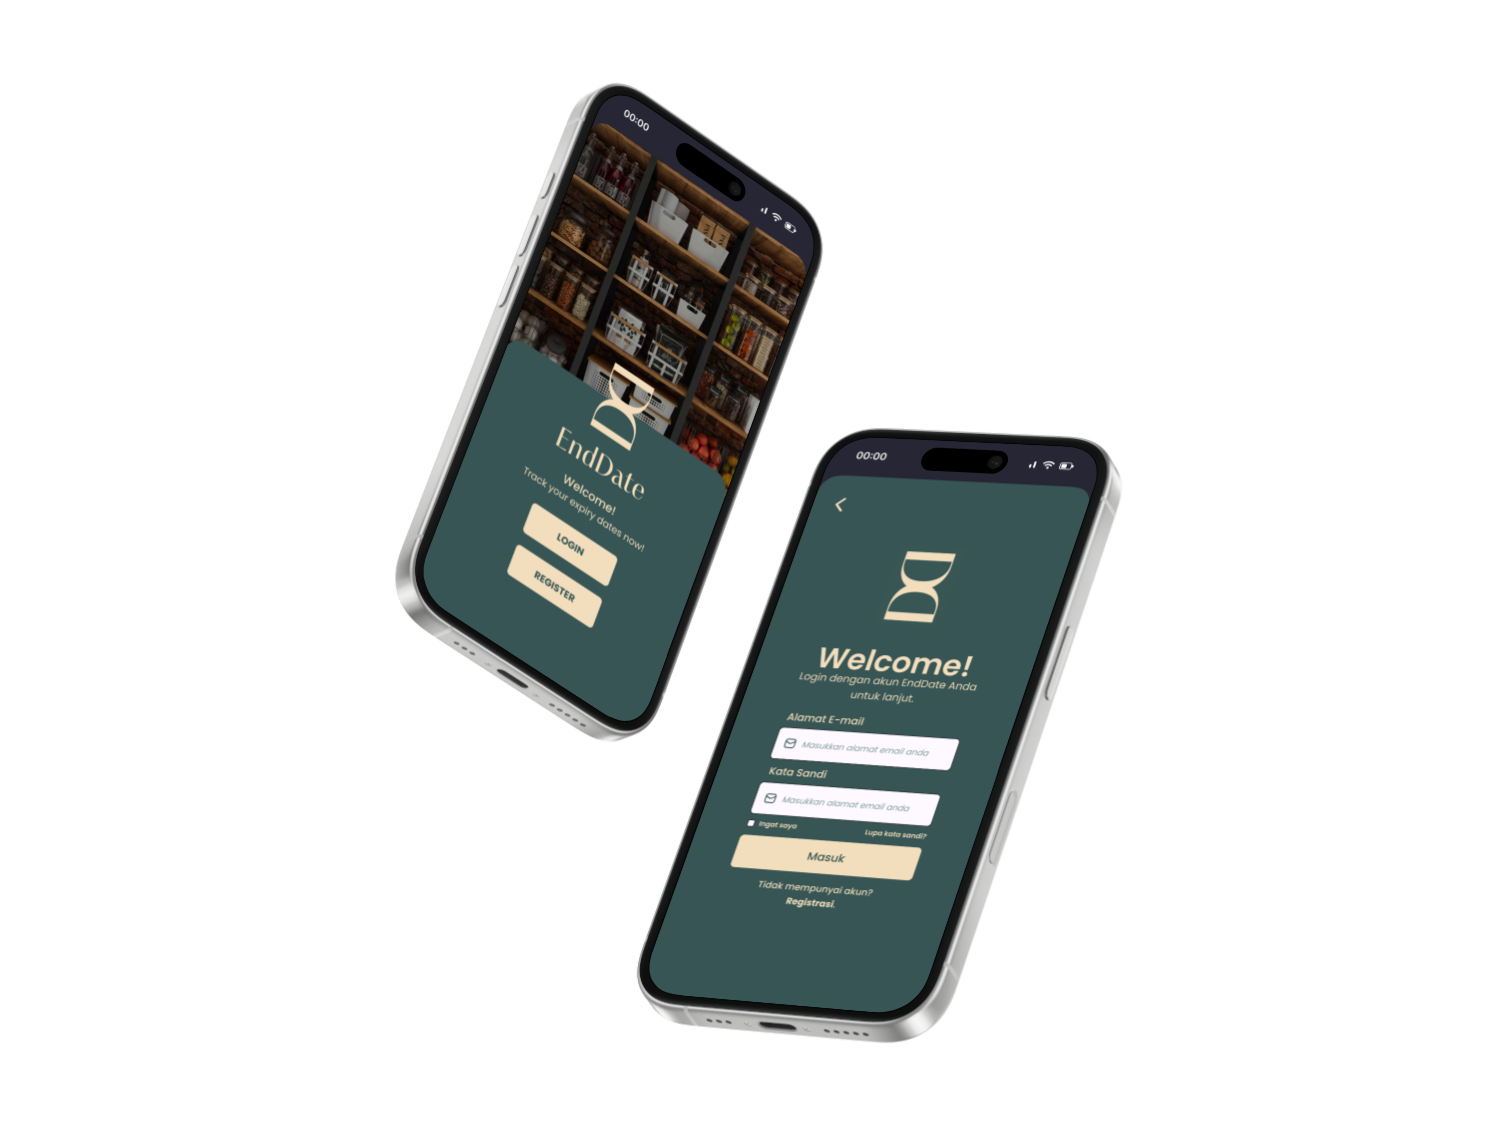 00:00
EndDate
Welcome!
Track your expiry dates now!
LOGIN
REGISTER
00:00
Welcome!
Login dengan akun EndDate Anda
untuk lanjut.
Alamat E-mail
Masukkan alamat email anda
Kata Sandi
Masukkan alamat email anda
Ingat saya
Lupa kata sandi?
Masuk
Tidak mempunyai akun?
Registrasi.